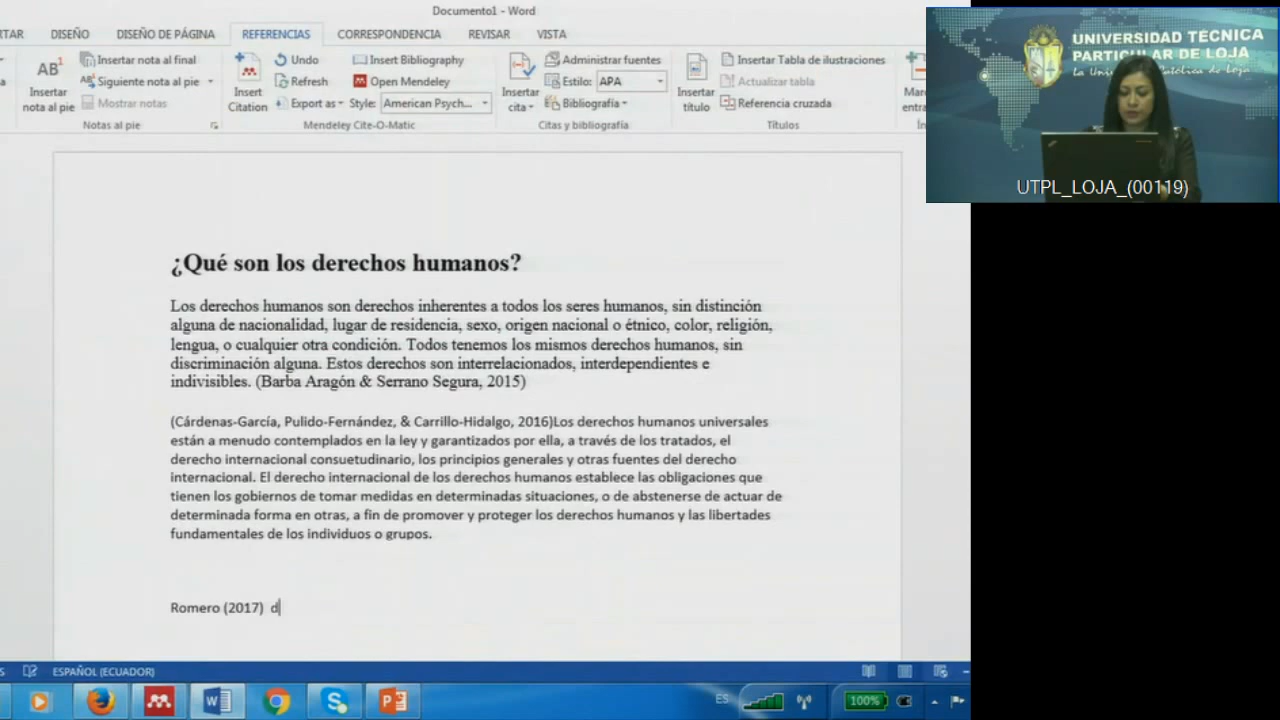 Documento1 - Word
TAR DISEÑO DISEÑO DE PÁGINA REFERENCIAS CORRESPONDENCIA REVISAR VISTA
AB1 Insertar nota al final
Siguiente nota al pie
Mostrar notas
Insertar nota al pie
Notas al pie
Insert Citation
Undo
Refresh
Export as
Insert Bibliography
Open Mendeley
Style: American Psych...
Mendeley Cite-O-Matic
Insertar cita
Administrar fuentes
Estilo: APA
Bibliografía
Citas y bibliografía
Insertar título
Insertar Tabla de ilustraciones
Actualizar tabla
Referencia cruzada
Títulos
UNIVERSIDAD TÉCNICA
PARTICULAR DE LOJA
La Universidad Católica de Loja
UTPL_LOJA_(00119)
¿Qué son los derechos humanos?
Los derechos humanos son derechos inherentes a todos los seres humanos, sin distinción
alguna de nacionalidad, lugar de residencia, sexo, origen nacional o étnico, color, religión,
lengua, o cualquier otra condición. Todos tenemos los mismos derechos humanos, sin
discriminación alguna. Estos derechos son interrelacionados, interdependientes e
indivisibles. (Barba Aragón & Serrano Segura, 2015)
(Cárdenas-García, Pulido-Fernández, & Carrillo-Hidalgo, 2016)Los derechos humanos universales
están a menudo contemplados en la ley y garantizados por ella, a través de los tratados, el
derecho internacional consuetudinario, los principios generales y otras fuentes del derecho
internacional. El derecho internacional de los derechos humanos establece las obligaciones que
tienen los gobiernos de tomar medidas en determinadas situaciones, o de abstenerse de actuar de
determinada forma en otras, a fin de promover y proteger los derechos humanos y las libertades
fundamentales de los individuos o grupos.
Romero (2017) d
ESPAÑOL (ECUADOR)
ES
100%